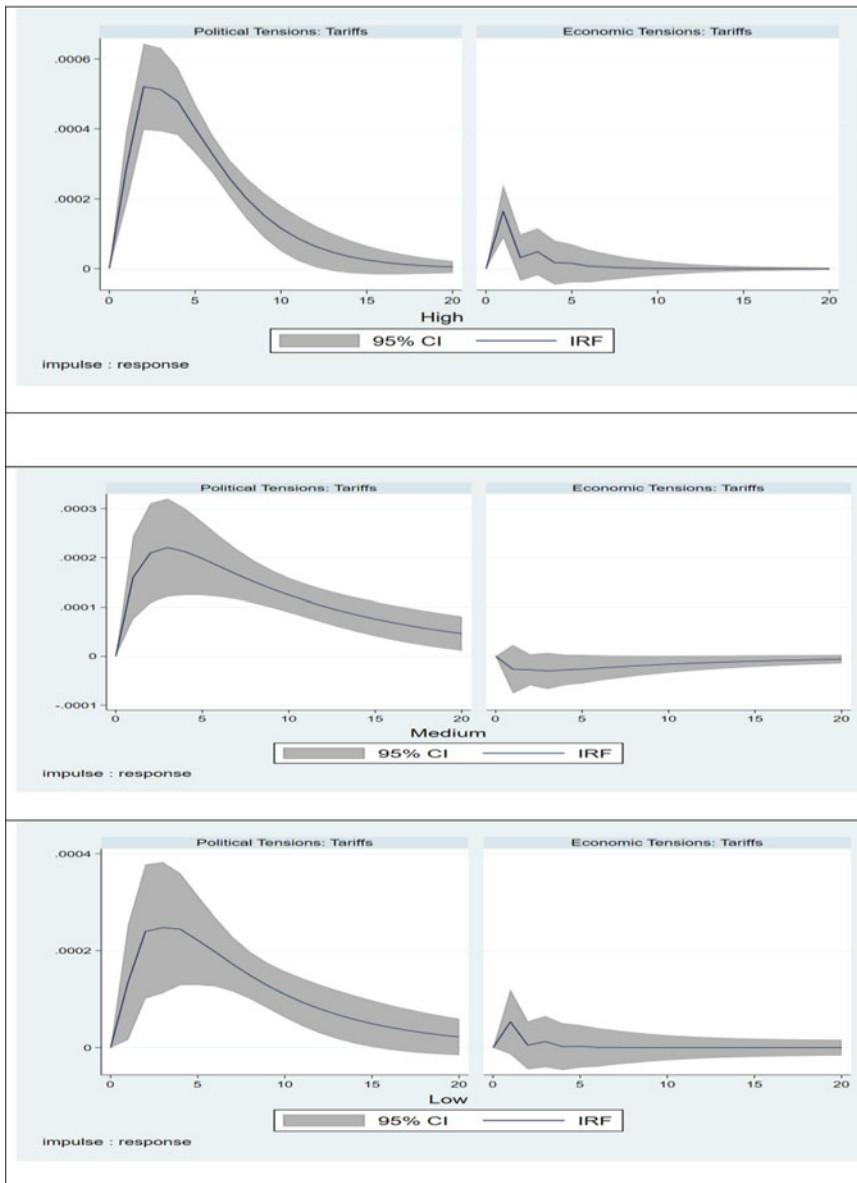 Political Tensions: Tariffs Economic Tensions: Tariffs
.0006
.0004
.0002
0
0 5 10 15 20 0 5 10 15 20
High
95% CI IRF
impulse : response
Political Tensions: Tariffs Economic Tensions: Tariffs
.0003
.0002
.0001
0
-.0001
0 5 10 15 20 0 5 10 15 20
Medium
95% CI IRF
impulse : response
Political Tensions: Tariffs Economic Tensions: Tariffs
.0004
.0002
0
0 5 10 15 20 0 5 10 15 20
Low
95% CI IRF
impulse : response